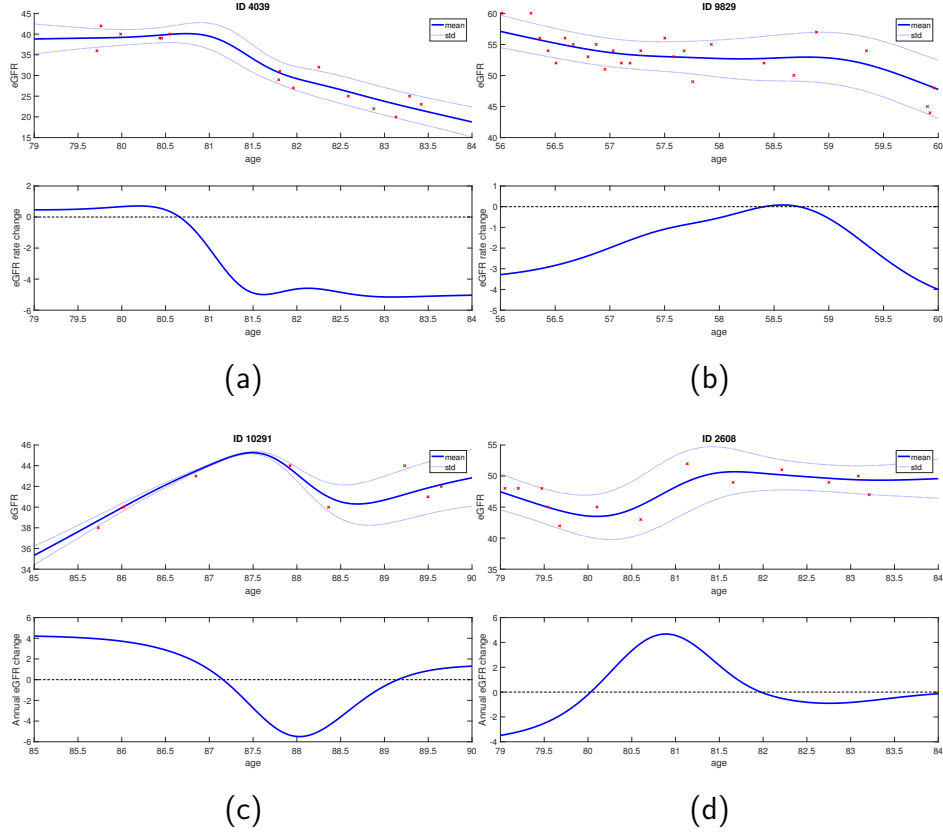 ID 4039
45
40
35
30
25
20
15
eGFR
mean
std
79 79.5 80 80.5 81 81.5 82 82.5 83 83.5 84
age
2
0
-2
-4
-6
eGFR rate change
79 79.5 80 80.5 81 81.5 82 82.5 83 83.5 84
age
(a)
ID 9829
60
55
50
45
40
eGFR
mean
std
56 56.5 57 57.5 58 58.5 59 59.5 60
age
1
0
-1
-2
-3
-4
-5
eGFR rate change
56 56.5 57 57.5 58 58.5 59 59.5 60
age
(b)
ID 10291
46
44
42
40
38
36
34
eGFR
mean
std
85 85.5 86 86.5 87 87.5 88 88.5 89 89.5 90
age
6
4
2
0
-2
-4
-6
Annual eGFR change
85 85.5 86 86.5 87 87.5 88 88.5 89 89.5 90
age
(c)
ID 2608
55
50
45
40
35
eGFR
mean
std
79 79.5 80 80.5 81 81.5 82 82.5 83 83.5 84
age
6
4
2
0
-2
-4
Annual eGFR change
79 79.5 80 80.5 81 81.5 82 82.5 83 83.5 84
age
(d)